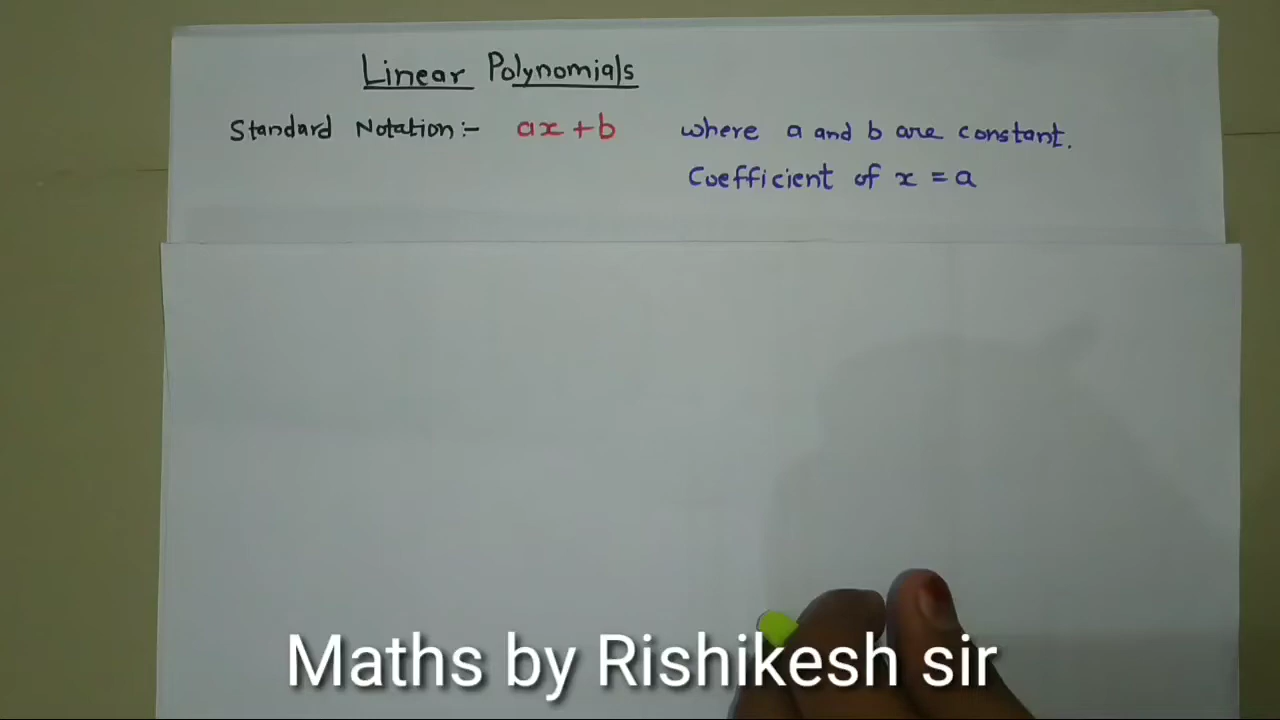 Linear Polynomials
Standard Notation:- ax + b where a and b are constant.
Coefficient of x = a
Maths by Rishikesh sir